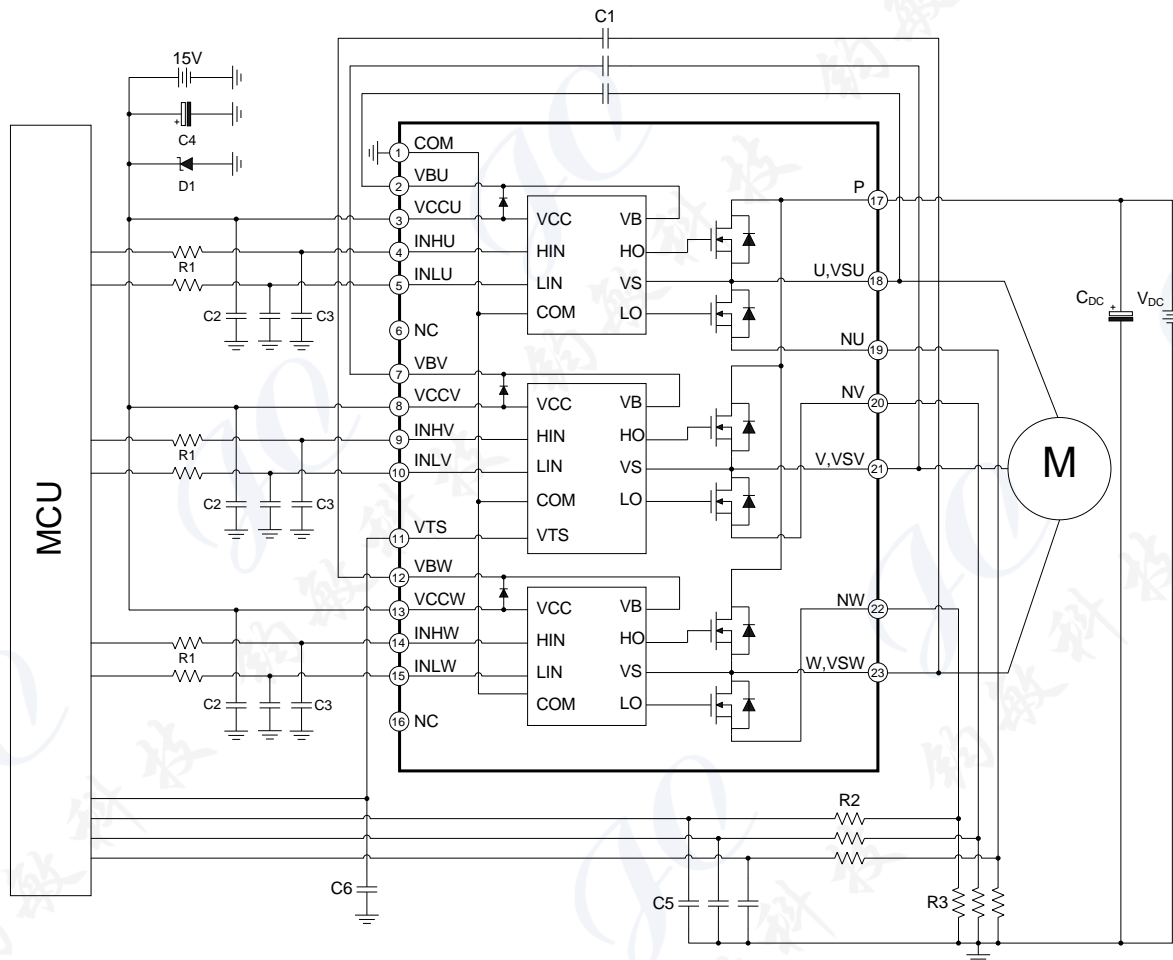 C1
15V
C4
D1
MCU
1 COM
2 VBU
3 VCCU
4 INHU
5 INLU
6 NC
7 VBV
8 VCCV
9 INHV
10 INLV
11 VTS
12 VBW
13 VCCW
14 INHW
15 INLW
16 NC
R1
C2
C3
R1
C2
C3
R1
C2
C3
VCC
HIN
LIN
COM
VB
HO
VS
LO
VCC
HIN
LIN
COM
VTS
VB
HO
VS
LO
VCC
HIN
LIN
COM
VB
HO
VS
LO
P 17
U,VSU 18
NU 19
NV 20
V,VSV 21
NW 22
W,VSW 23
CDC
+
VDC
M
R2
C6
C5
R3
钧敏科技